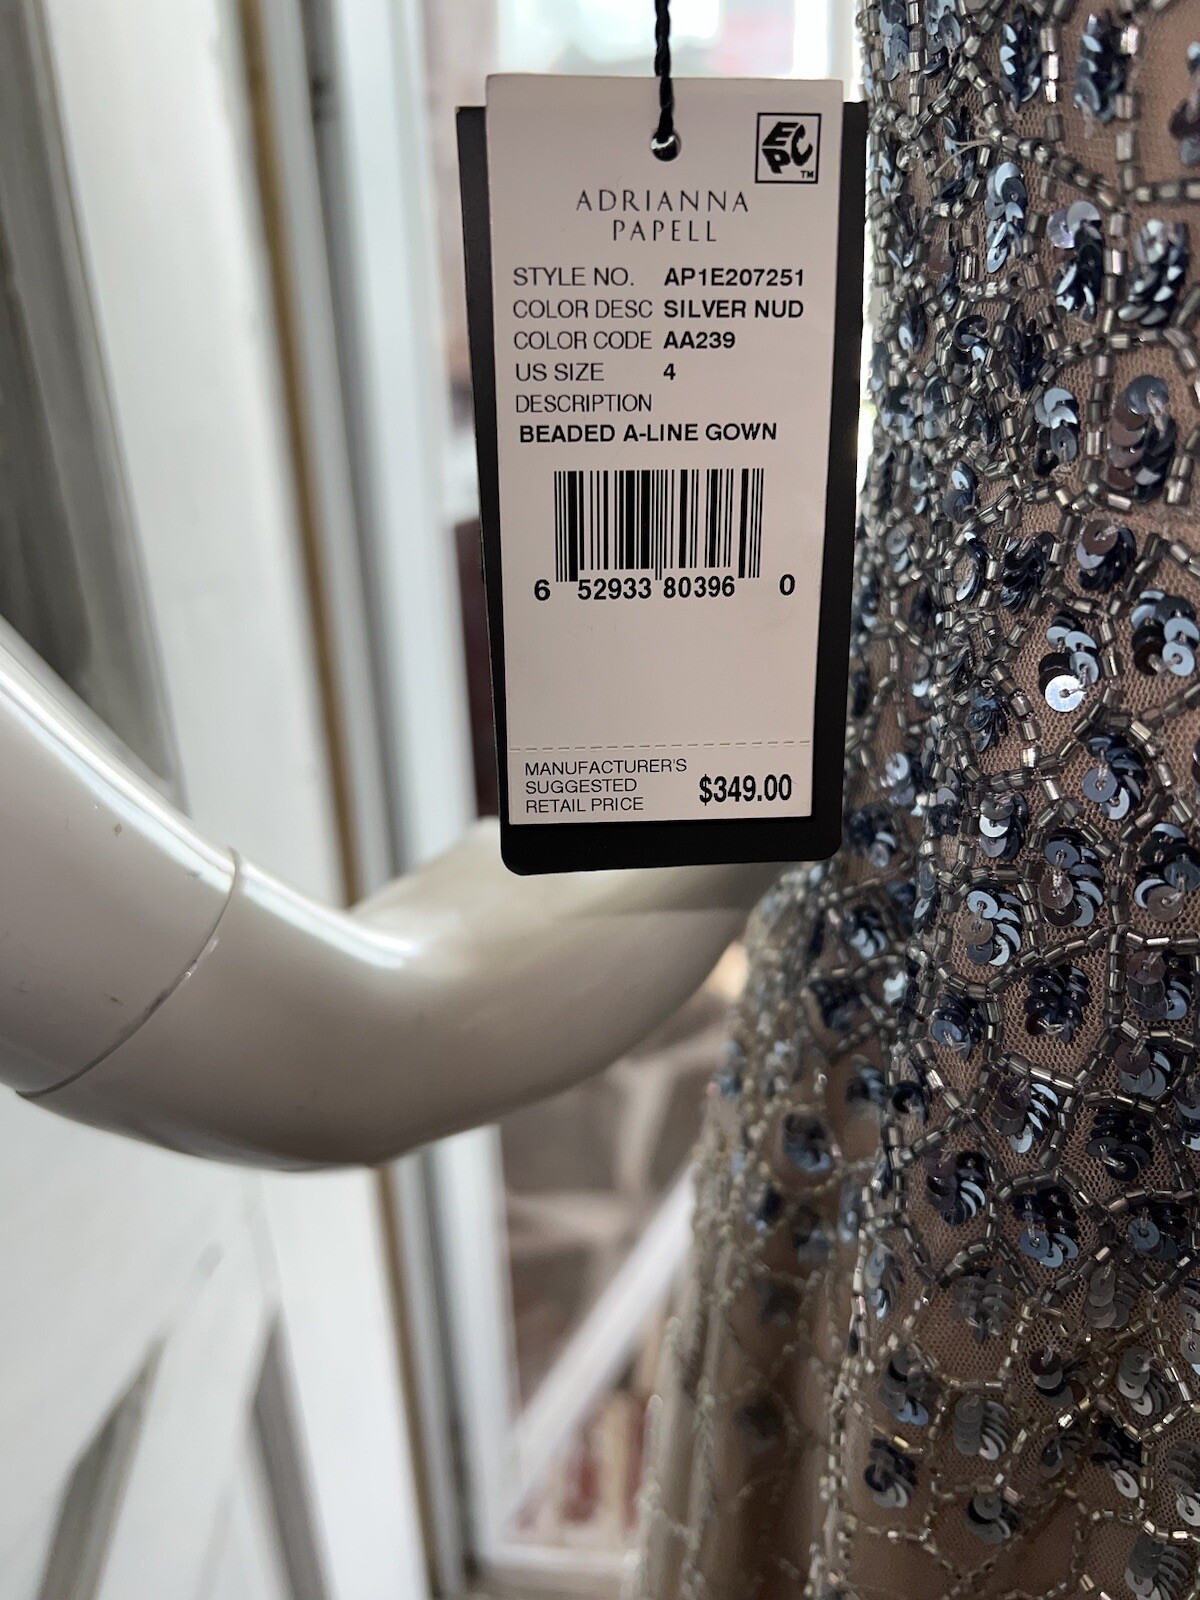 EPC
TM
ADRIANNA
PAPELL
STYLE NO. AP1E207251
COLOR DESC SILVER NUD
COLOR CODE AA239
US SIZE 4
DESCRIPTION
BEADED A-LINE GOWN
6 52933 80396 0
MANUFACTURER'S
SUGGESTED
RETAIL PRICE $349.00